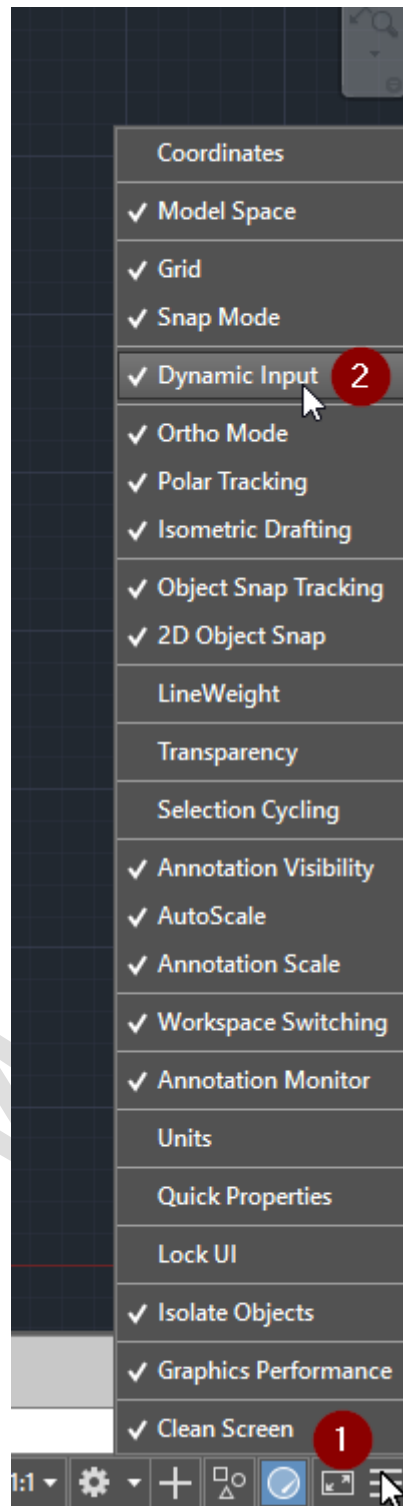 Coordinates
Model Space
Grid
Snap Mode
Dynamic Input 2
Ortho Mode
Polar Tracking
Isometric Drafting
Object Snap Tracking
2D Object Snap
LineWeight
Transparency
Selection Cycling
Annotation Visibility
AutoScale
Annotation Scale
Workspace Switching
Annotation Monitor
Units
Quick Properties
Lock UI
Isolate Objects
Graphics Performance
Clean Screen 1
1:1